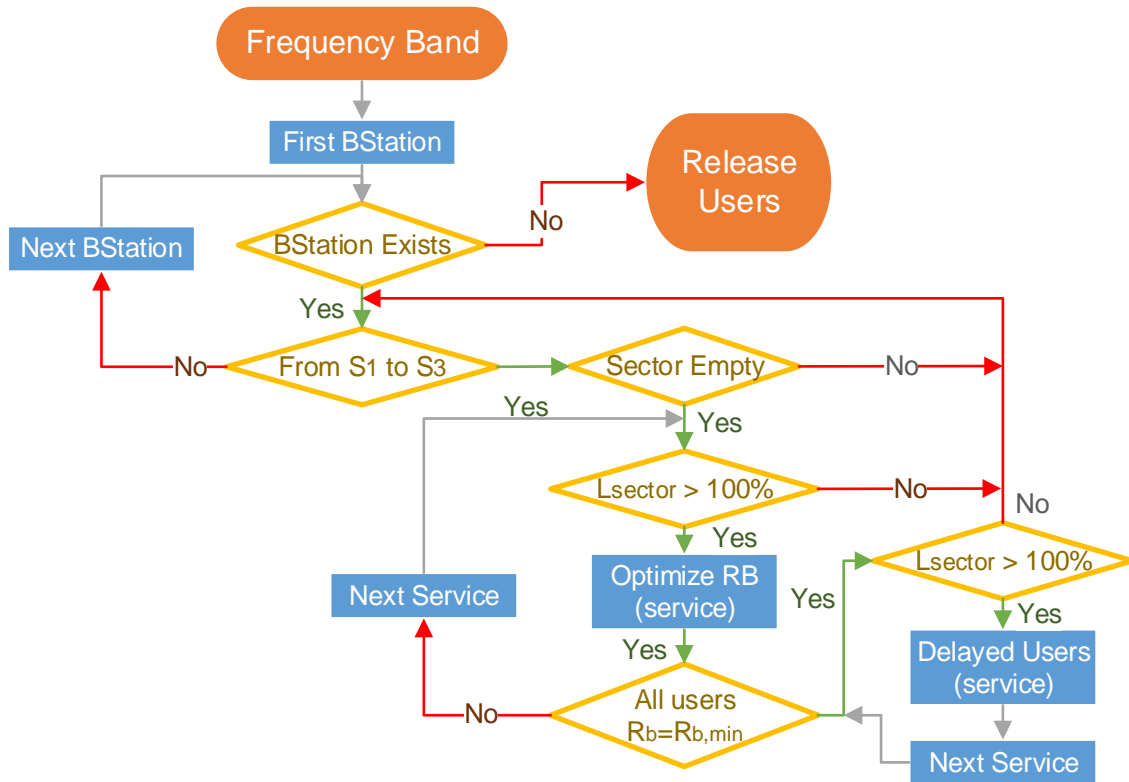 Frequency Band
First BStation
Release
Users
No
Next BStation
BStation Exists
Yes
No
From S1 to S3
Sector Empty
No
Yes
Yes
Lsector > 100%
No
No
Yes
Lsector > 100%
Next Service
Optimize RB
(service)
Yes
Yes
Yes
Delayed Users
(service)
No
All users
Rb=Rb,min
Next Service